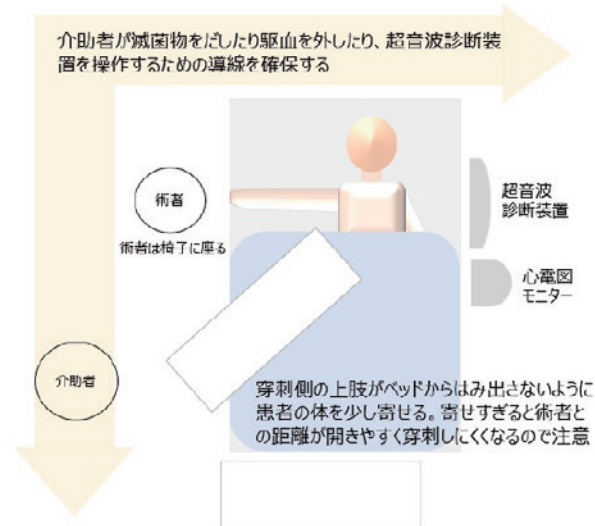 介助者が滅菌物をだしたり駆血を外したり、超音波診断装
置を操作するための導線を確保する
術者
術者は椅子に座る
超音波
診断装置
心電図
モニター
介助者
穿刺側の上肢がベッドからはみ出さないように
患者の体を少し寄せる。寄せすぎると術者と
の距離が開きやすく穿刺しにくくなるので注意